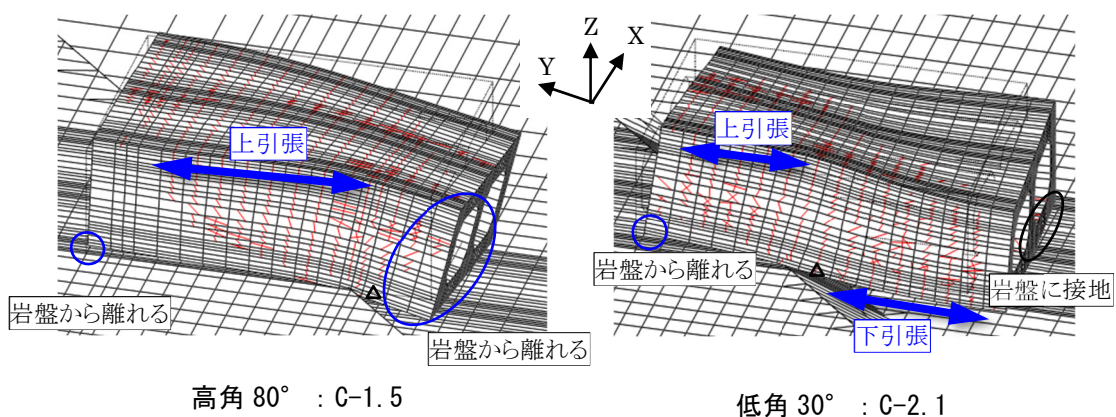 Z
X
Y
上引張
岩盤から離れる
岩盤から離れる
高角 80° ：C-1.5
上引張
岩盤から離れる
岩盤に接地
下引張
低角 30° ：C-2.1